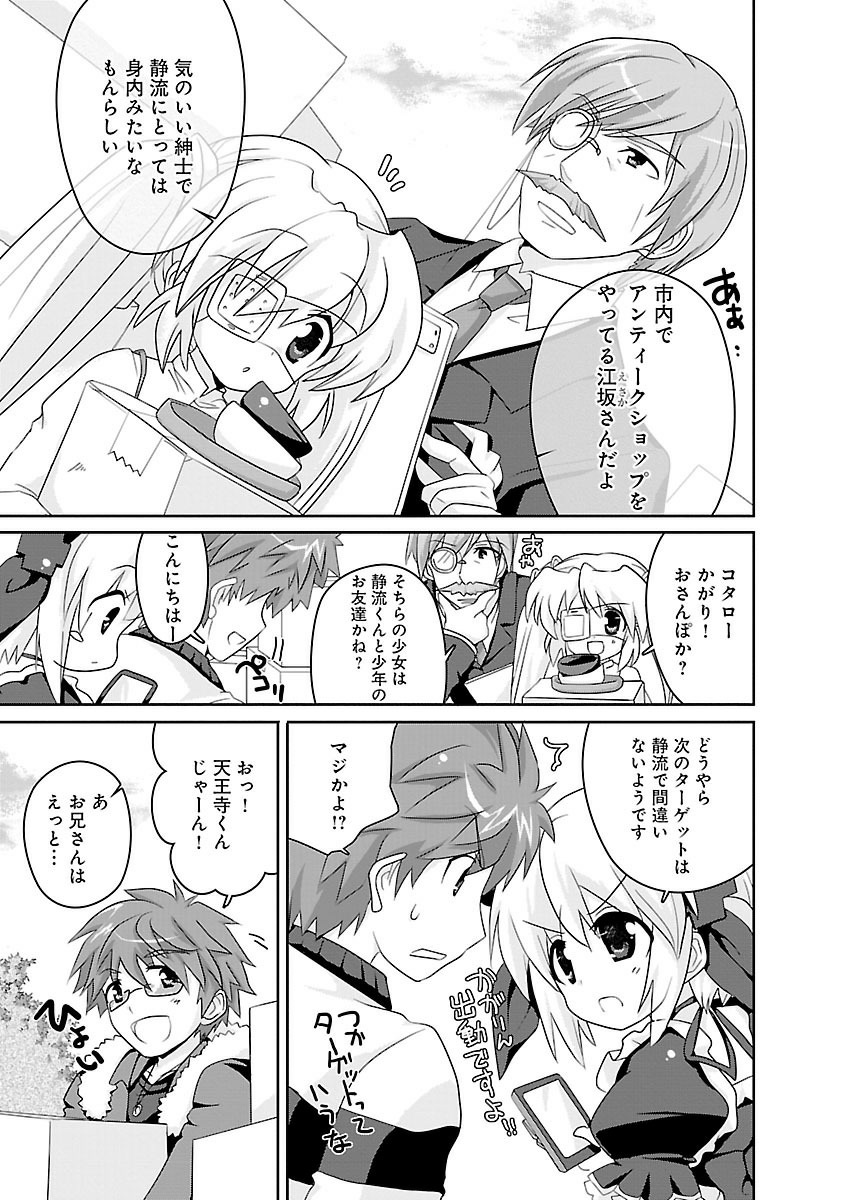 あぁ…
市内で
アンティークショップを
やってる江坂さんだよ
えさか
気のいい紳士で
静流にとっては
身内みたいな
もんらしい
コタロー
かがり！
おさんぽか？
あや
そちらの少女は
静流くんと少年の
お友達かね？
こんにちはー
ペコッ
どうやら
次のターゲットは
静流で間違い
ないようです
かがりん
出動ですよ!!
マジかよ!?
つかターゲットって
いうな
おっ！
天王寺くん
じゃーん！
あ
お兄さんは
えっと…
ひょい